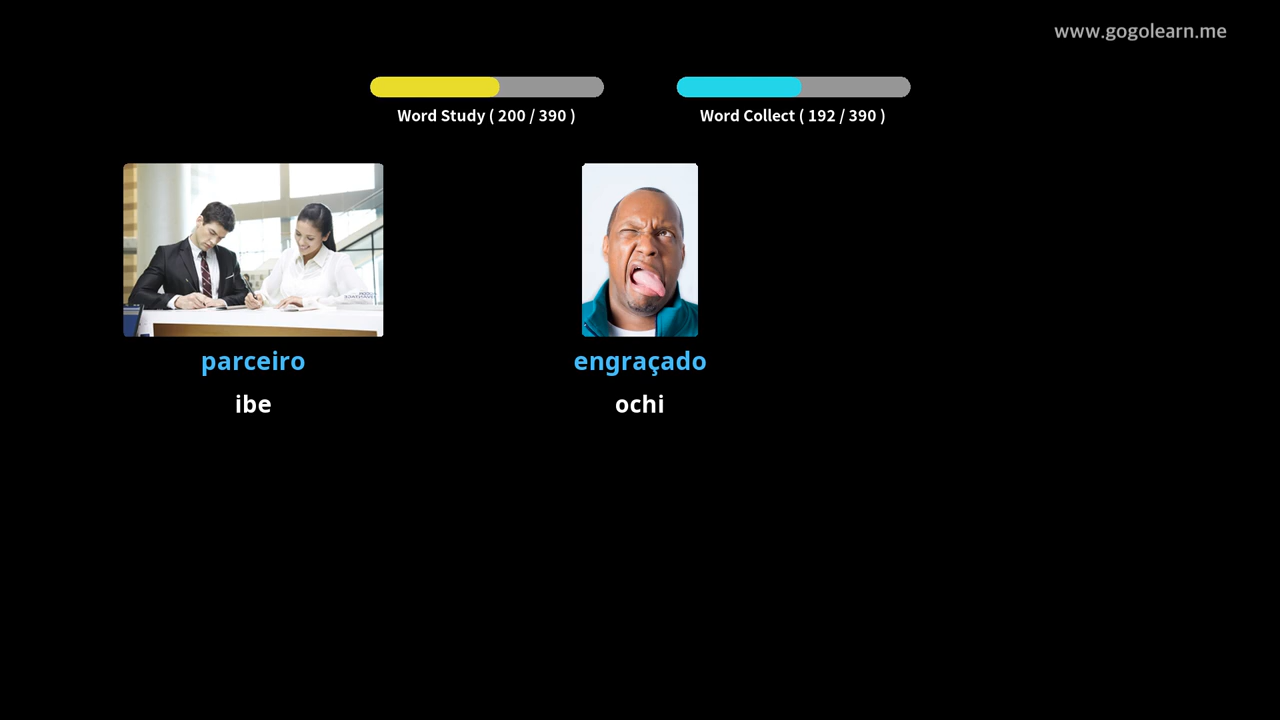 www.gogolearn.me
Word Study ( 200 / 390 )
Word Collect ( 192 / 390 )
parceiro
engraçado
ibe
ochi